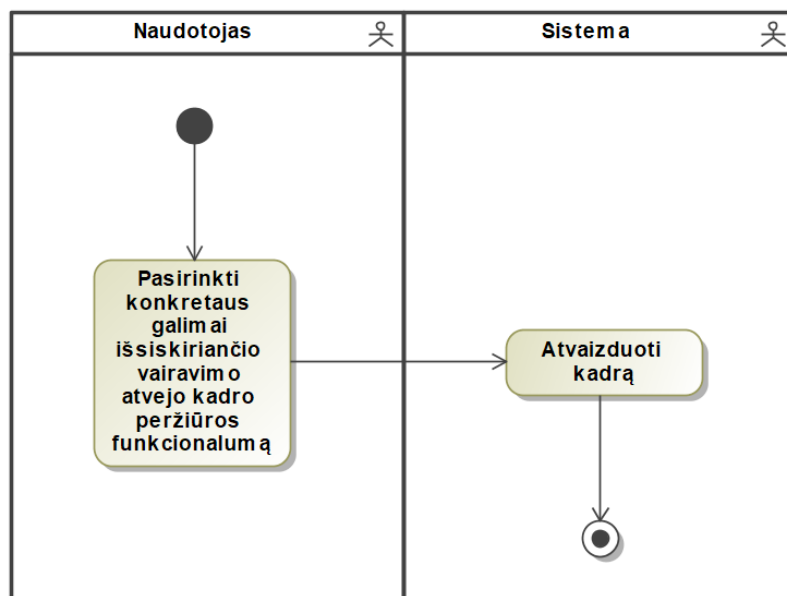 Naudotojas
Sistema
Pasirinkti
konkretaus
galimai
išsiskiriančio
vairavimo
atvejo kadro
peržiūros
funkcionalumą
Atvaizduoti
kadrą